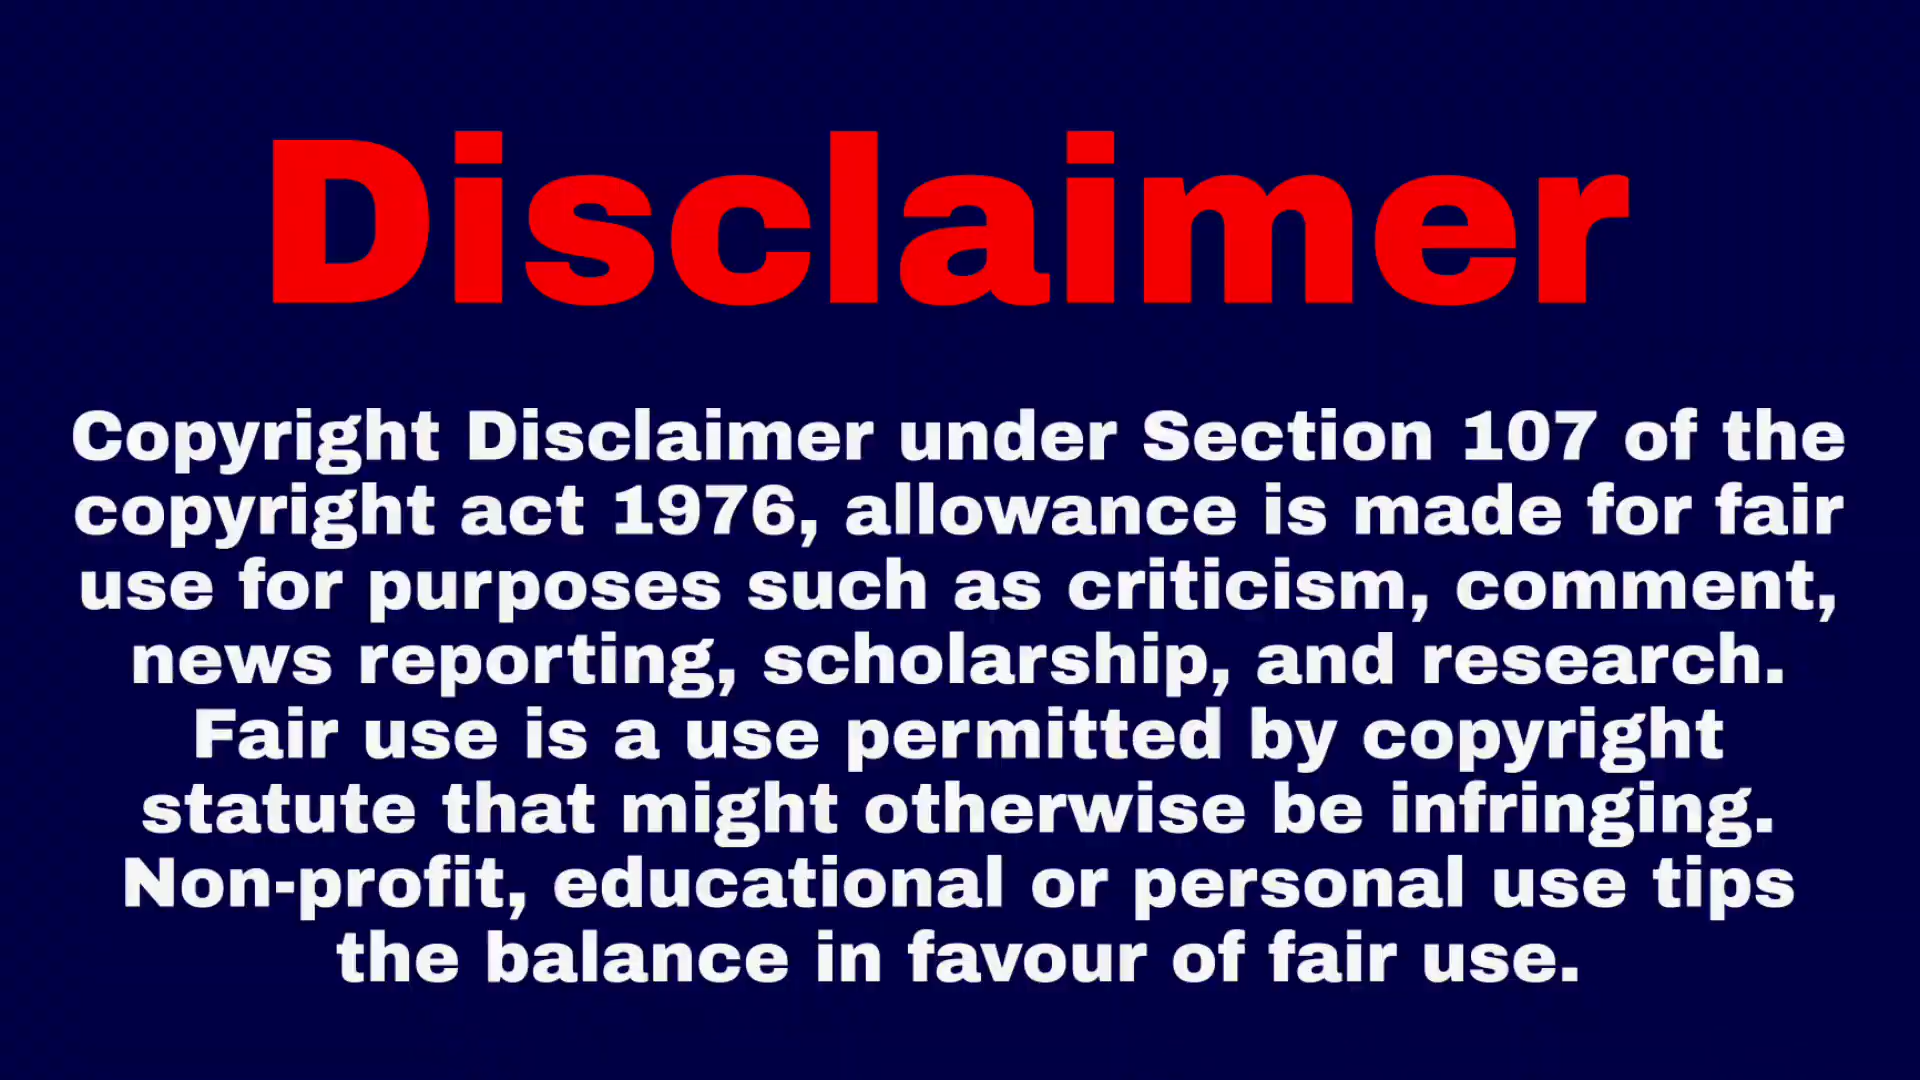 Disclaimer
Copyright Disclaimer under Section 107 of the
copyright act 1976, allowance is made for fair
use for purposes such as criticism, comment,
news reporting, scholarship, and research.
Fair use is a use permitted by copyright
statute that might otherwise be infringing.
Non-profit, educational or personal use tips
the balance in favour of fair use.